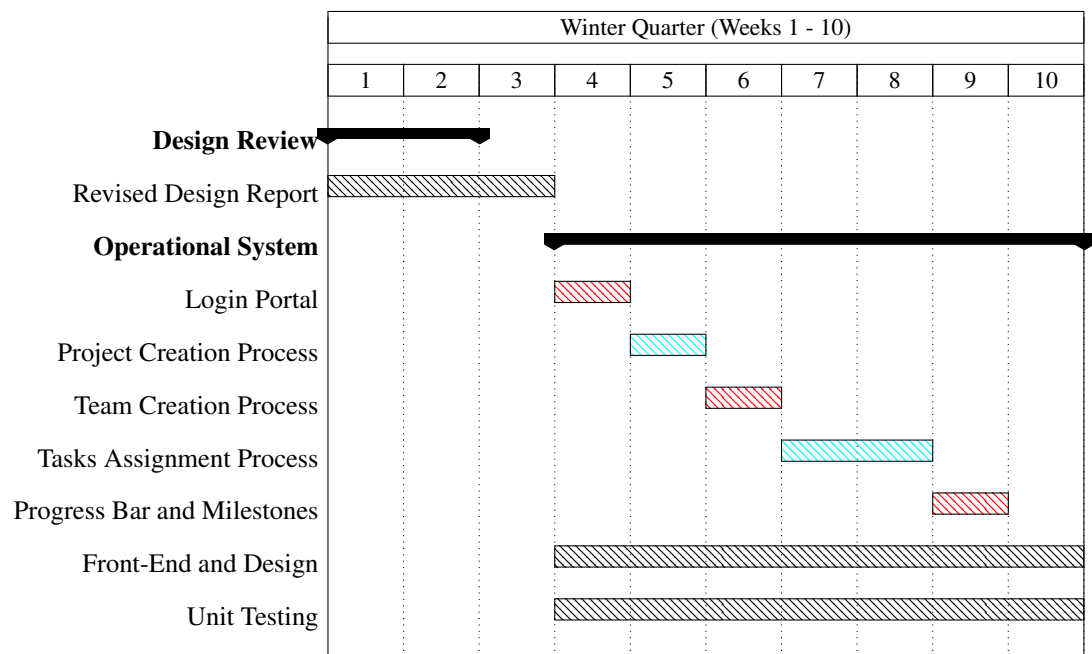 Winter Quarter (Weeks 1 - 10)
1 2 3 4 5 6 7 8 9 10
Design Review
Revised Design Report
Operational System
Login Portal
Project Creation Process
Team Creation Process
Tasks Assignment Process
Progress Bar and Milestones
Front-End and Design
Unit Testing